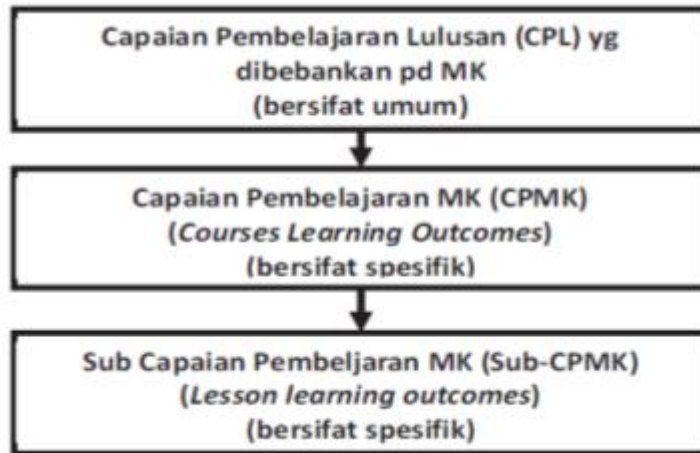 Capaian Pembelajaran Lulusan (CPL) yg
dibebankan pd MK
(bersifat umum)
Capaian Pembelajaran MK (CPMK)
(Courses Learning Outcomes)
(bersifat spesifik)
Sub Capaian Pembeljaran MK (Sub-CPMK)
(Lesson learning outcomes)
(bersifat spesifik)